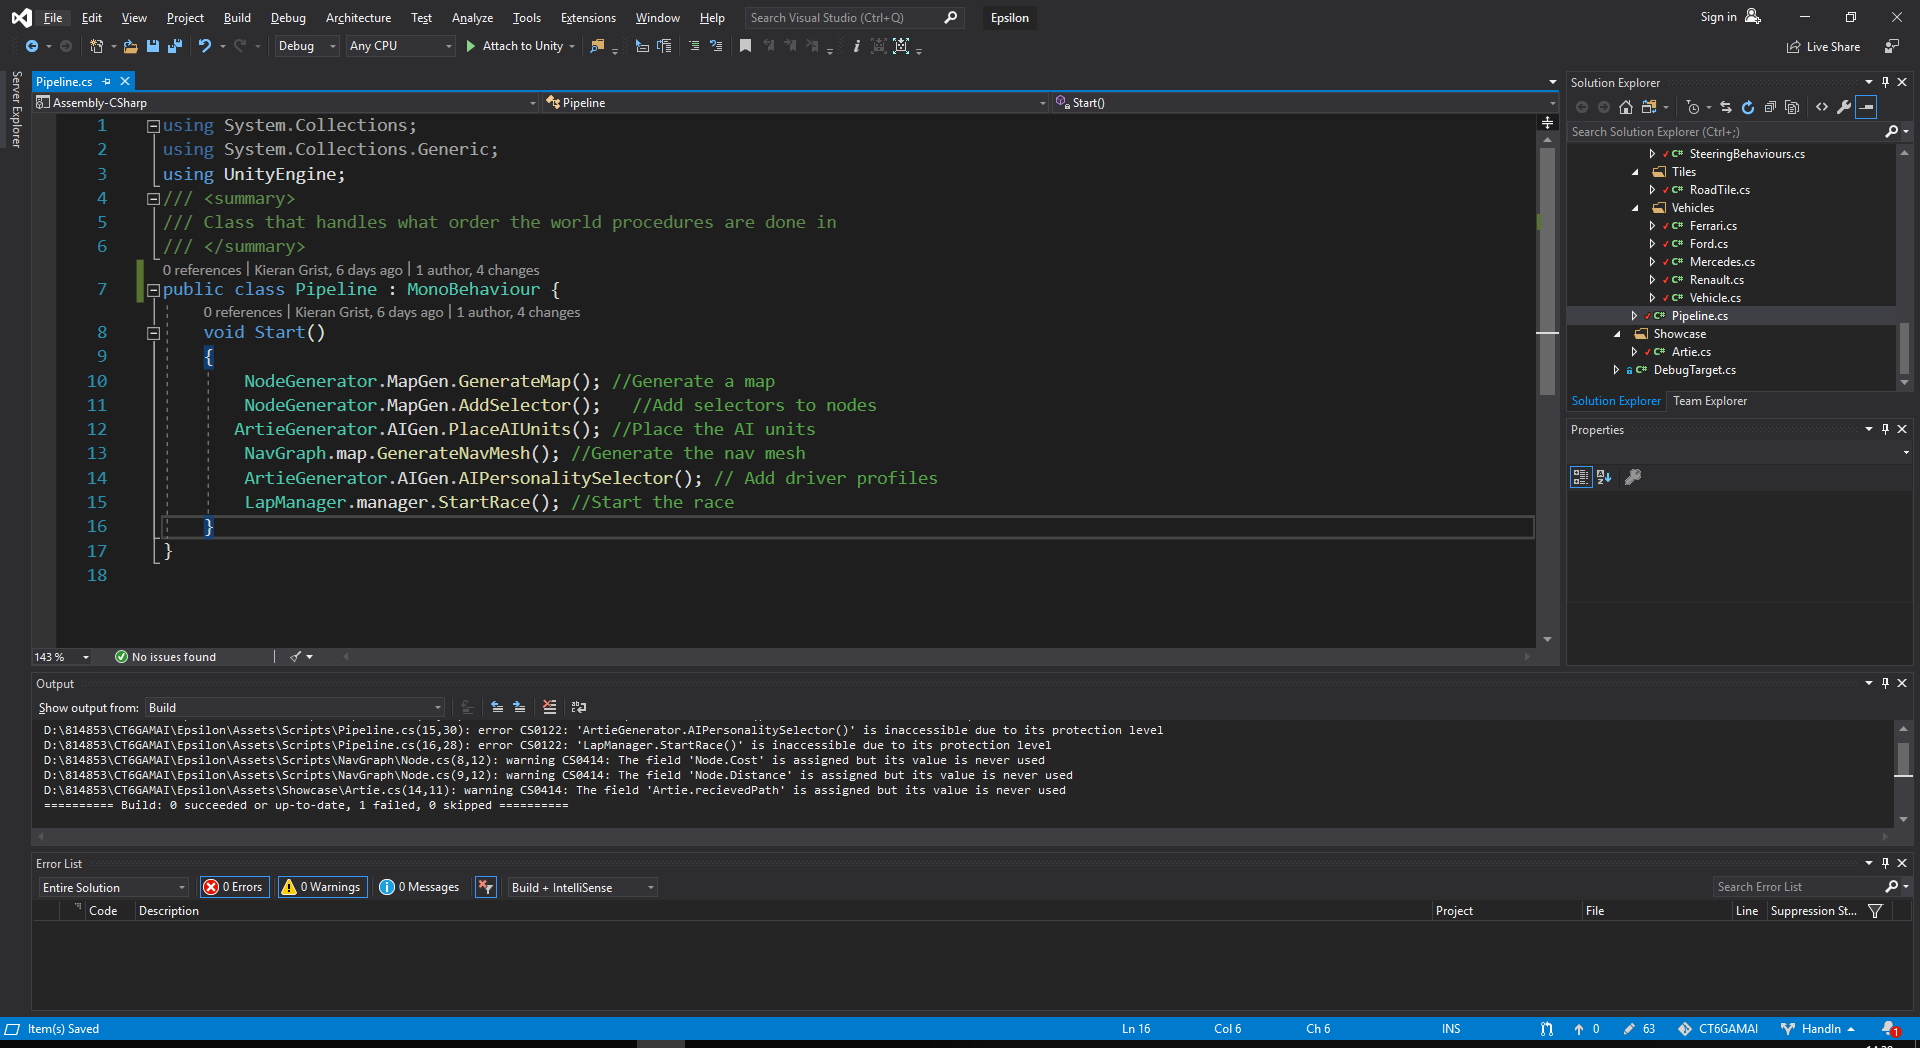 File Edit View Project Build Debug Architecture Test Analyze Tools Extensions Window Help Search Visual Studio (Ctrl+Q) Epsilon Sign in
Debug Any CPU Attach to Unity Live Share
Server Explorer
Pipeline.cs
Assembly-CSharp Pipeline Start()
1 using System.Collections;
2 using System.Collections.Generic;
3 using UnityEngine;
4 /// <summary>
5 /// Class that handles what order the world procedures are done in
6 /// </summary>
0 references | Kieran Grist, 6 days ago | 1 author, 4 changes
7 public class Pipeline : MonoBehaviour {
0 references | Kieran Grist, 6 days ago | 1 author, 4 changes
8 void Start()
9 {
10 NodeGenerator.MapGen.GenerateMap(); //Generate a map
11 NodeGenerator.MapGen.AddSelector(); //Add selectors to nodes
12 ArtieGenerator.AIGen.PlaceAIUnits(); //Place the AI units
13 NavGraph.map.GenerateNavMesh(); //Generate the nav mesh
14 ArtieGenerator.AIGen.AIPersonalitySelector(); // Add driver profiles
15 LapManager.manager.StartRace(); //Start the race
16 }
17 }
18
143 % No issues found
Solution Explorer
Search Solution Explorer (Ctrl+;)
C# SteeringBehaviours.cs
Tiles
C# RoadTile.cs
Vehicles
C# Ferrari.cs
C# Ford.cs
C# Mercedes.cs
C# Renault.cs
C# Vehicle.cs
C# Pipeline.cs
Showcase
C# Artie.cs
C# DebugTarget.cs
Solution Explorer Team Explorer
Properties
Output
Show output from: Build
D:\814853\CT6GAMAI\Epsilon\Assets\Scripts\Pipeline.cs(15,30): error CS0122: 'ArtieGenerator.AIPersonalitySelector()' is inaccessible due to its protection level
D:\814853\CT6GAMAI\Epsilon\Assets\Scripts\Pipeline.cs(16,28): error CS0122: 'LapManager.StartRace()' is inaccessible due to its protection level
D:\814853\CT6GAMAI\Epsilon\Assets\Scripts\NavGraph\Node.cs(8,12): warning CS0414: The field 'Node.Cost' is assigned but its value is never used
D:\814853\CT6GAMAI\Epsilon\Assets\Scripts\NavGraph\Node.cs(9,12): warning CS0414: The field 'Node.Distance' is assigned but its value is never used
D:\814853\CT6GAMAI\Epsilon\Assets\Showcase\Artie.cs(14,11): warning CS0414: The field 'Artie.recievedPath' is assigned but its value is never used
========== Build: 0 succeeded or up-to-date, 1 failed, 0 skipped ==========
Error List
Entire Solution 0 Errors 0 Warnings 0 Messages Build + IntelliSense Search Error List
Code Description Project File Line Suppression St...
Item(s) Saved Ln 16 Col 6 Ch 6 INS 0 63 CT6GAMAI HandIn 1